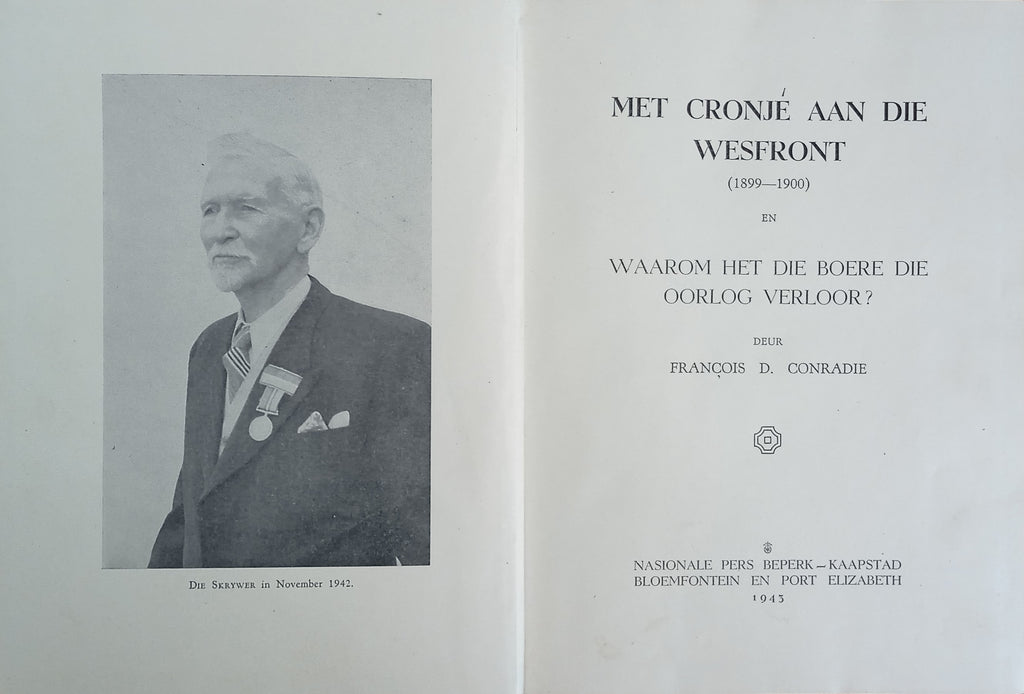 DIE SKRYWER in November 1942.
MET CRONJÉ AAN DIE
WESFRONT
(1899—1900)
EN
WAAROM HET DIE BOERE DIE
OORLOG VERLOOR?
DEUR
FRANÇOIS D. CONRADIE
NASIONALE PERS BEPERK — KAAPSTAD
BLOEMFONTEIN EN PORT ELIZABETH
1943